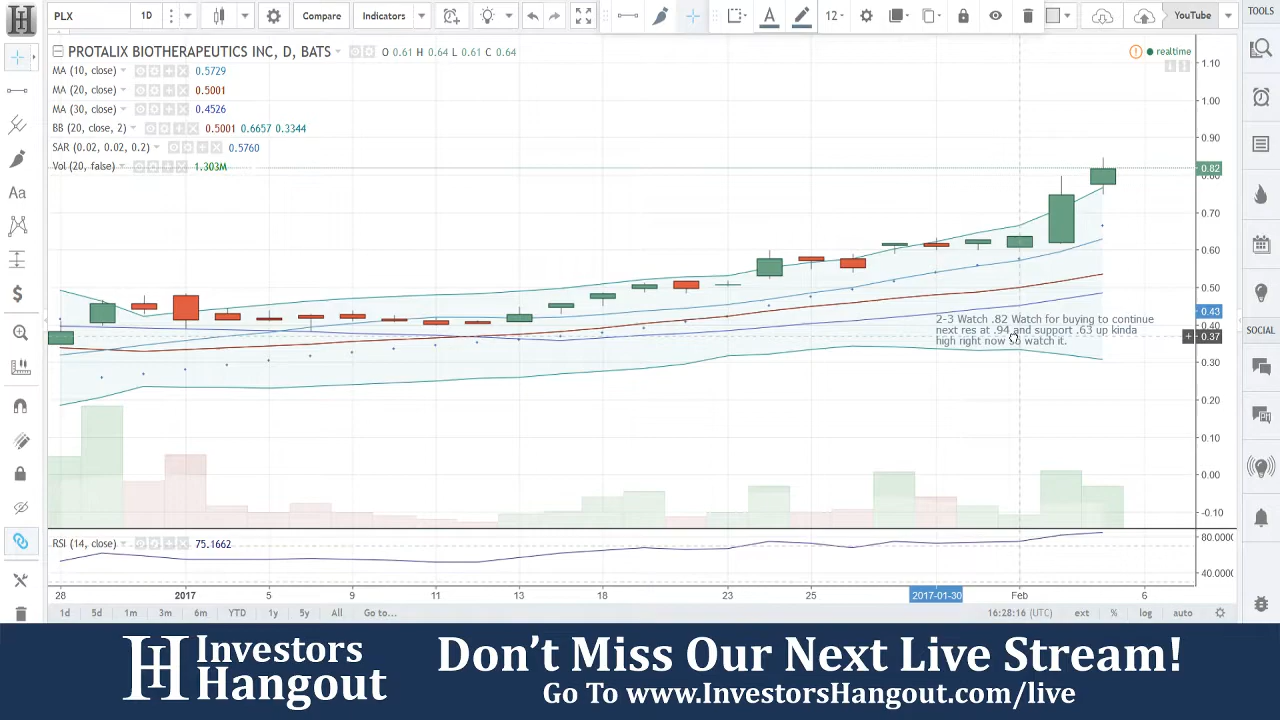 PLX
1D
Compare
Indicators
12
YouTube
TOOLS
PROTALIX BIOTHERAPEUTICS INC, D, BATS
O 0.61 H 0.64 L 0.61 C 0.64
realtime
MA (10, close) 0.5729
MA (20, close) 0.5001
MA (30, close) 0.4526
BB (20, close, 2) 0.5001 0.6657 0.3344
SAR (0.02, 0.02, 0.2) 0.5760
Vol (20, false) 1.303M
1.10
1.00
0.90
0.82
0.80
0.70
0.60
0.50
0.43
0.40
0.37
0.30
0.20
0.10
0.00
-0.10
SOCIAL
2-3 Watch .82 Watch for buying to continue
next res at .94 and support .63 up kinda
high right now so watch it.
RSI (14, close) 75.1662
80.0000
40.0000
28
2017
5
9
11
13
18
23
25
2017-01-30
Feb
6
1d 5d 1m 3m 6m YTD 1y 5y All Go to...
16:28:16 (UTC) ext % log auto
Investors
Hangout
Don't Miss Our Next Live Stream!
Go To www.InvestorsHangout.com/live